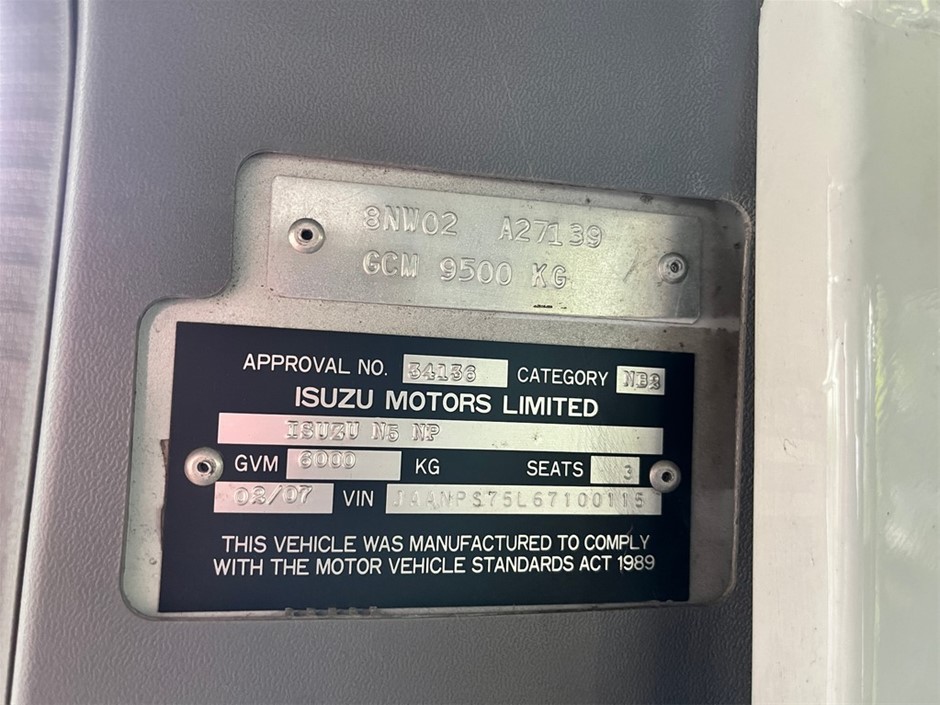 8NW02 A27139
GCM 9500 KG
APPROVAL NO. 34136 CATEGORY NB2
ISUZU MOTORS LIMITED
ISUZU N5 NP
GVM 6000 KG SEATS 3
02/07 VIN JAANPS75L67100115
THIS VEHICLE WAS MANUFACTURED TO COMPLY
WITH THE MOTOR VEHICLE STANDARDS ACT 1989